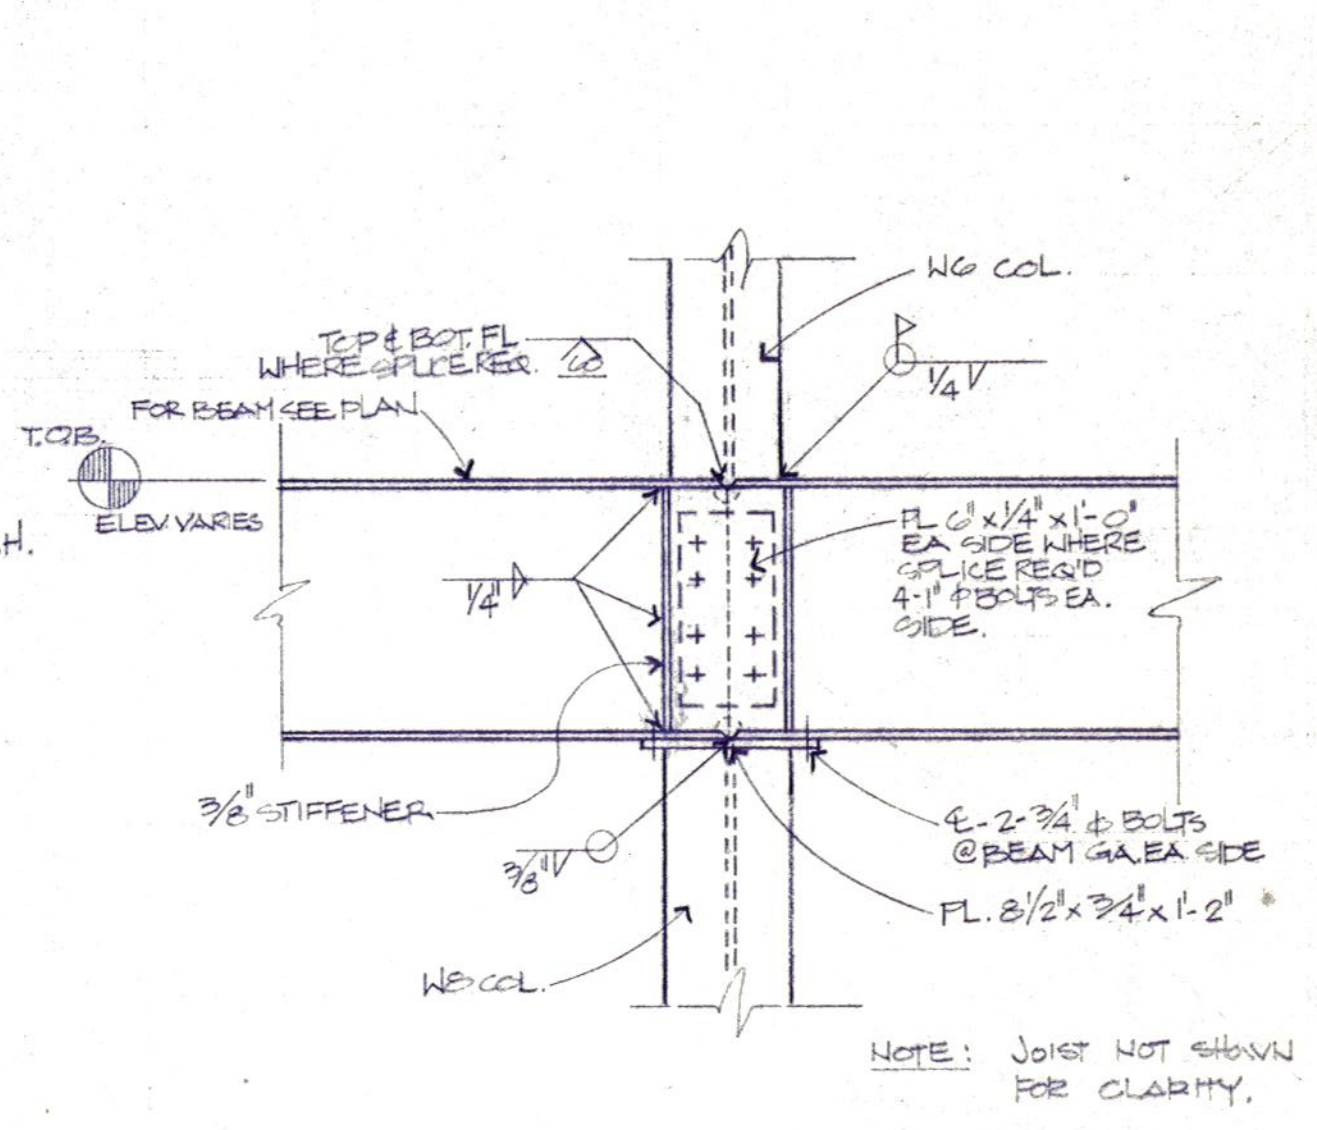 W6 COL.
TOP & BOT. FL
WHERE SPLICE REQ.
60
1/4
FOR BEAM SEE PLAN
T.O.B.
ELEV. VARIES
H.
PL 6" x 1/4" x 1'-0"
EA SIDE WHERE
SPLICE REQ'D
4-1" φ BOLTS EA.
SIDE.
1/4"
3/8" STIFFENER
℄-2-3/4" φ BOLTS
@ BEAM GA. EA. SIDE
3/8"
PL. 8 1/2" x 3/4" x 1'-2"
W8 COL.
NOTE: JOIST NOT SHOWN
FOR CLARITY.